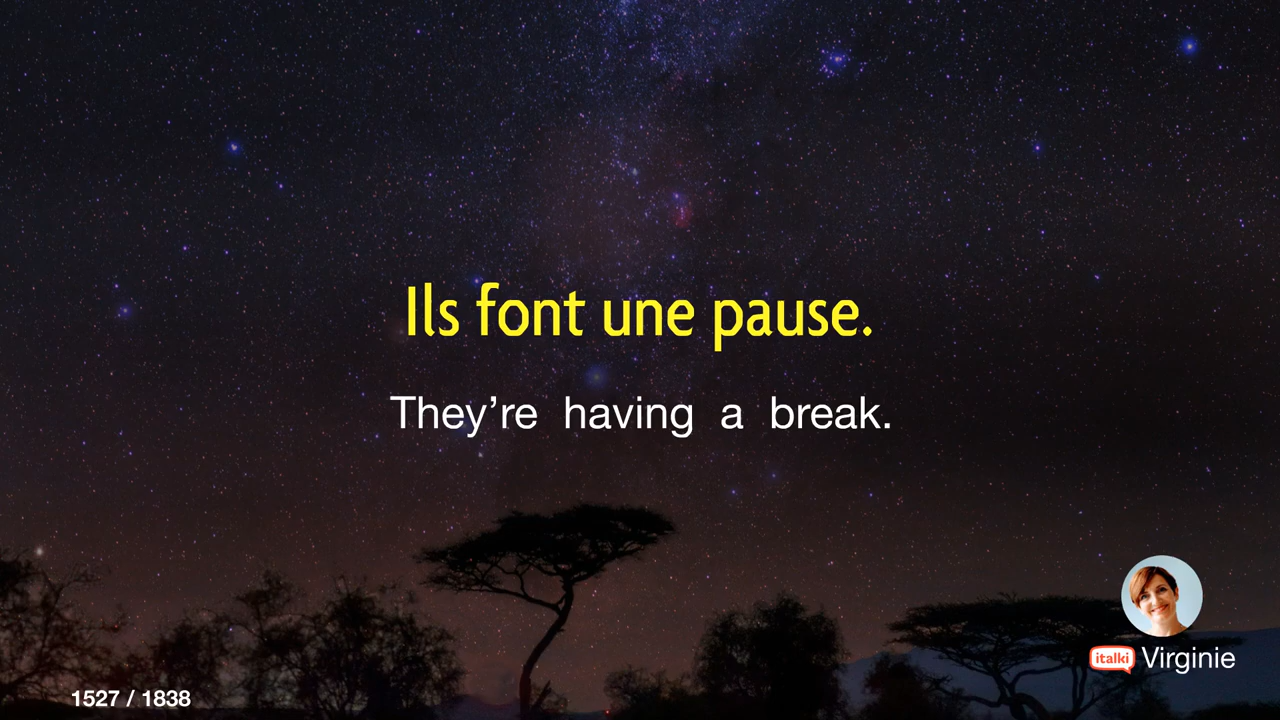 Ils font une pause.
They’re having a break.
italki Virginie
1527 / 1838